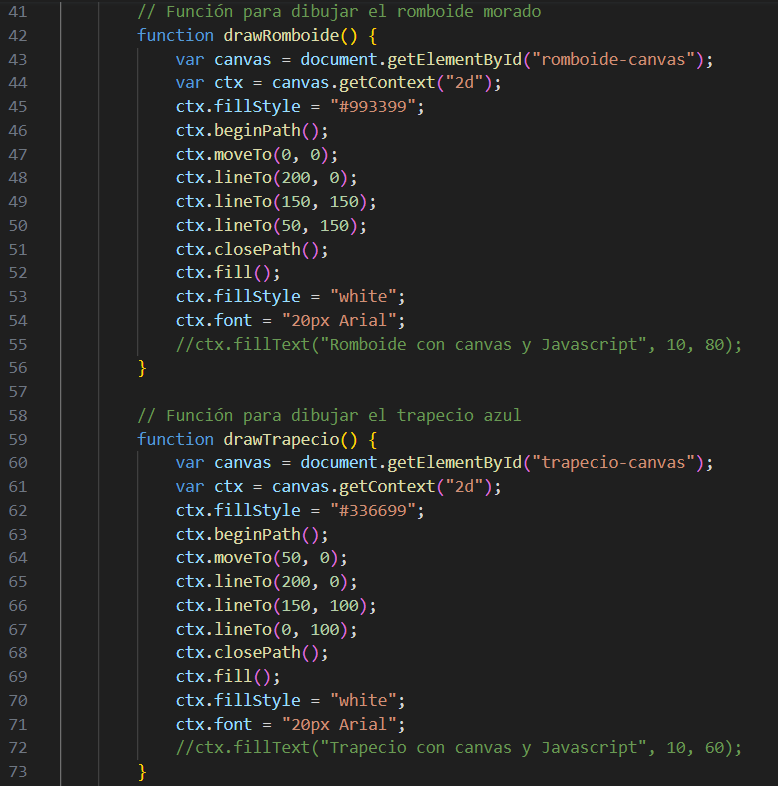 41 // Función para dibujar el romboide morado
42 function drawRomboide() {
43 var canvas = document.getElementById("romboide-canvas");
44 var ctx = canvas.getContext("2d");
45 ctx.fillStyle = "#993399";
46 ctx.beginPath();
47 ctx.moveTo(0, 0);
48 ctx.lineTo(200, 0);
49 ctx.lineTo(150, 150);
50 ctx.lineTo(50, 150);
51 ctx.closePath();
52 ctx.fill();
53 ctx.fillStyle = "white";
54 ctx.font = "20px Arial";
55 //ctx.fillText("Romboide con canvas y Javascript", 10, 80);
56 }
57
58 // Función para dibujar el trapecio azul
59 function drawTrapecio() {
60 var canvas = document.getElementById("trapecio-canvas");
61 var ctx = canvas.getContext("2d");
62 ctx.fillStyle = "#336699";
63 ctx.beginPath();
64 ctx.moveTo(50, 0);
65 ctx.lineTo(200, 0);
66 ctx.lineTo(150, 100);
67 ctx.lineTo(0, 100);
68 ctx.closePath();
69 ctx.fill();
70 ctx.fillStyle = "white";
71 ctx.font = "20px Arial";
72 //ctx.fillText("Trapecio con canvas y Javascript", 10, 60);
73 }